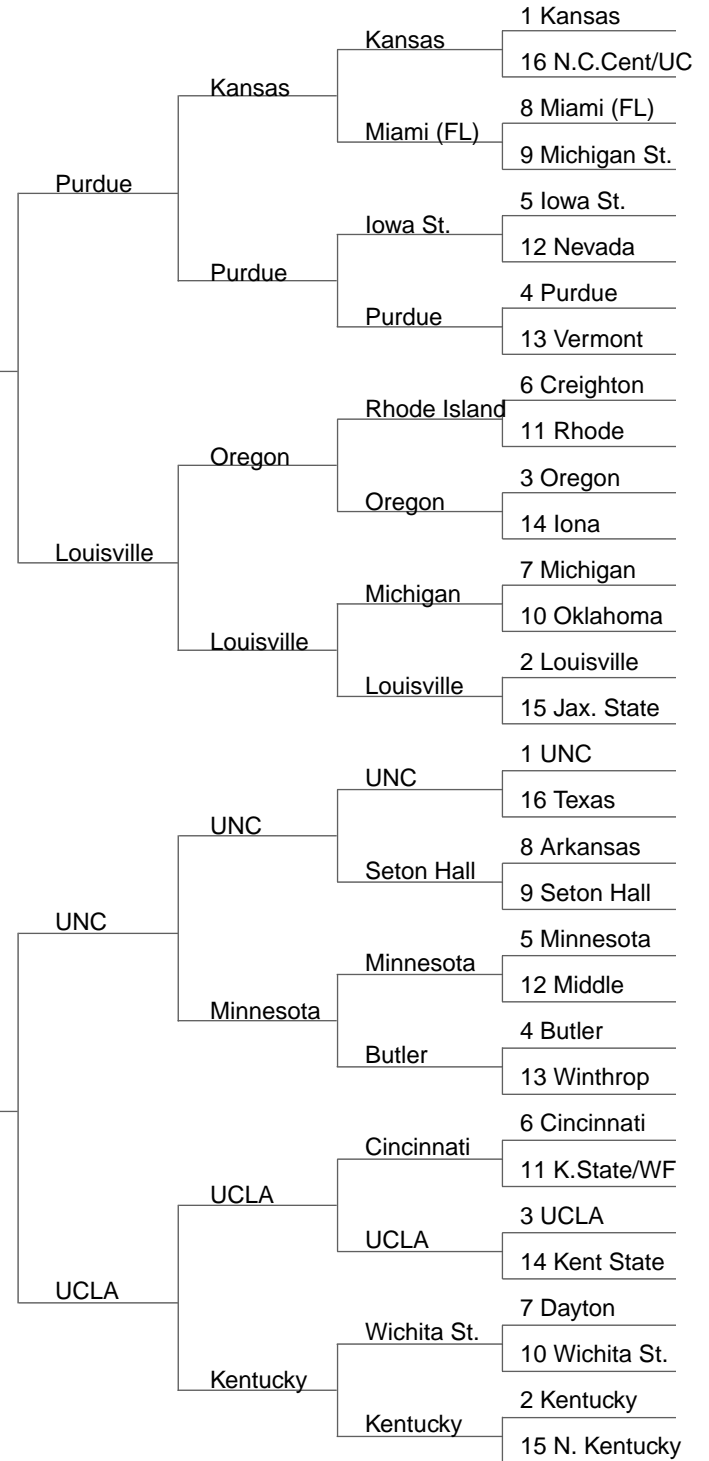 1 Kansas
Kansas
16 N.C.Cent/UC
Kansas
8 Miami (FL)
Miami (FL)
9 Michigan St.
Purdue
5 Iowa St.
Iowa St.
12 Nevada
Purdue
4 Purdue
Purdue
13 Vermont
6 Creighton
Rhode Island
11 Rhode
Oregon
3 Oregon
Oregon
14 Iona
Louisville
7 Michigan
Michigan
10 Oklahoma
Louisville
2 Louisville
Louisville
15 Jax. State
1 UNC
UNC
16 Texas
UNC
8 Arkansas
Seton Hall
9 Seton Hall
UNC
5 Minnesota
Minnesota
12 Middle
Minnesota
4 Butler
Butler
13 Winthrop
6 Cincinnati
Cincinnati
11 K.State/WF
UCLA
3 UCLA
UCLA
14 Kent State
UCLA
7 Dayton
Wichita St.
10 Wichita St.
Kentucky
2 Kentucky
Kentucky
15 N. Kentucky